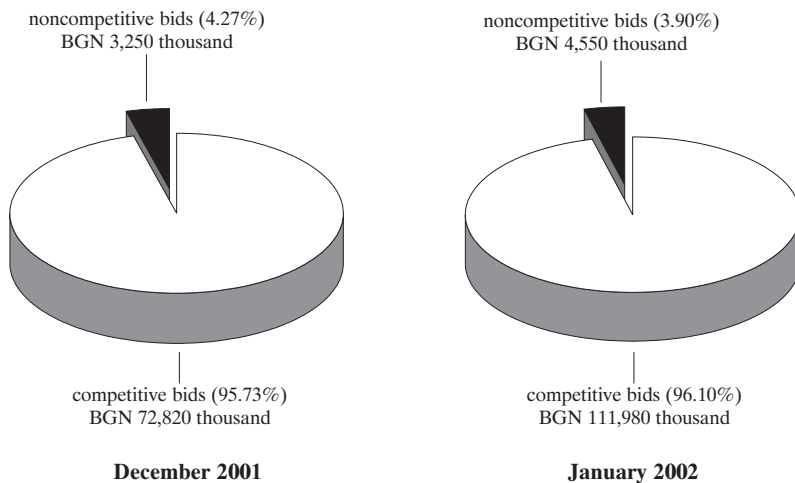 noncompetitive bids (4.27%)
BGN 3,250 thousand
competitive bids (95.73%)
BGN 72,820 thousand
December 2001
noncompetitive bids (3.90%)
BGN 4,550 thousand
competitive bids (96.10%)
BGN 111,980 thousand
January 2002